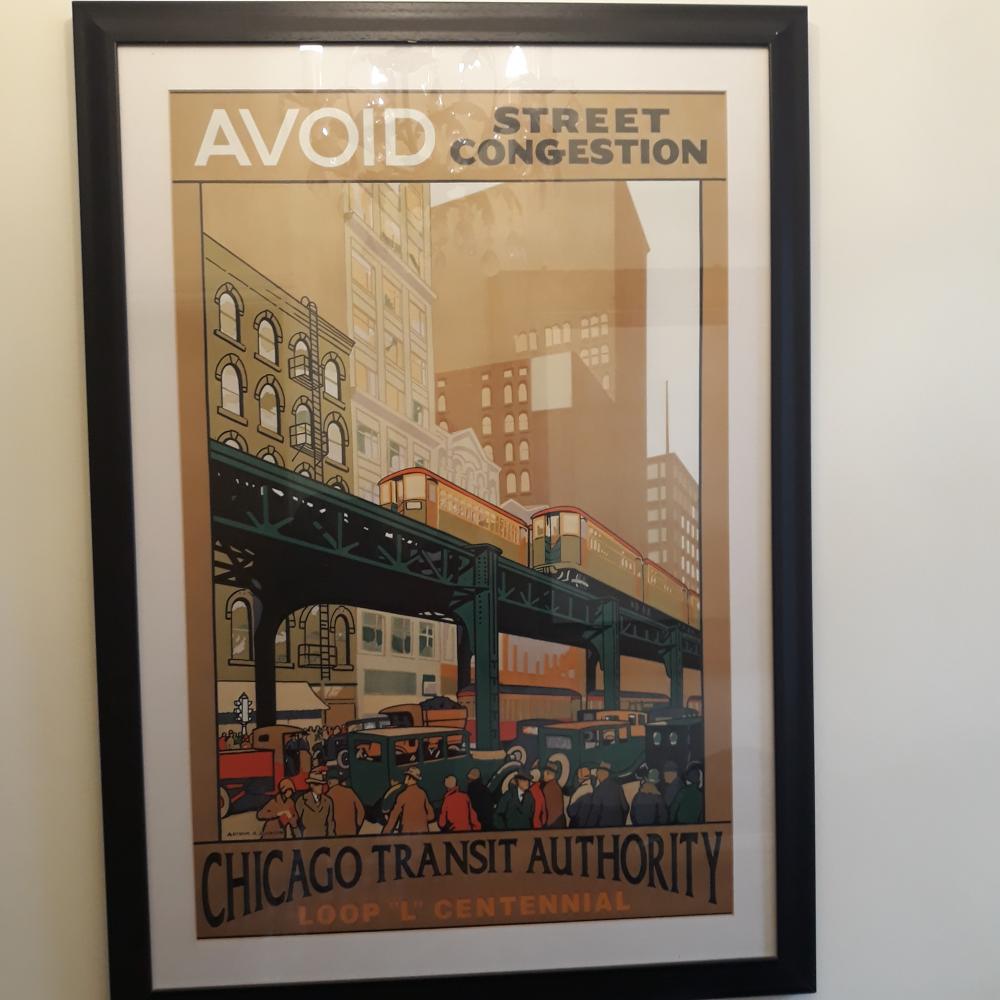 AVOID STREET
CONGESTION
CHICAGO TRANSIT AUTHORITY
LOOP "L" CENTENNIAL